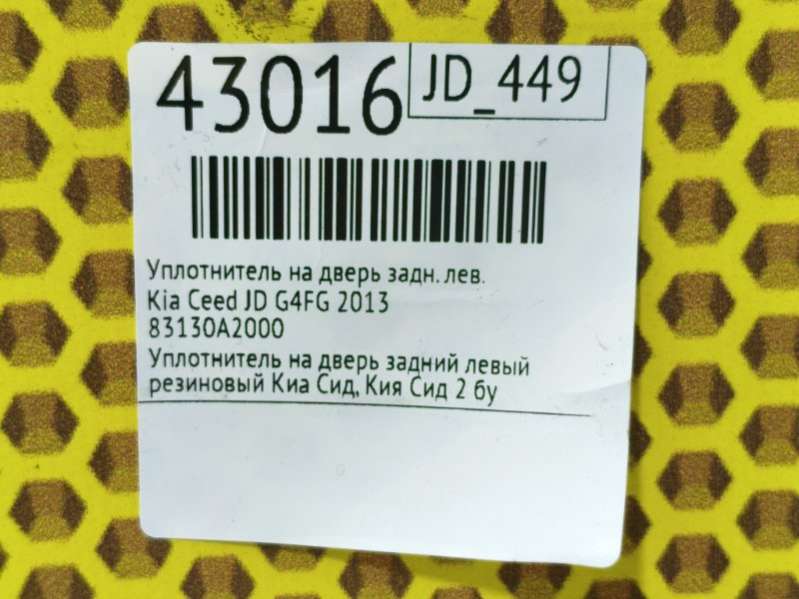 43016
JD_449
Уплотнитель на дверь задн. лев.
Kia Ceed JD G4FG 2013
83130A2000
Уплотнитель на дверь задний левый
резиновый Киа Сид, Кия Сид 2 бу